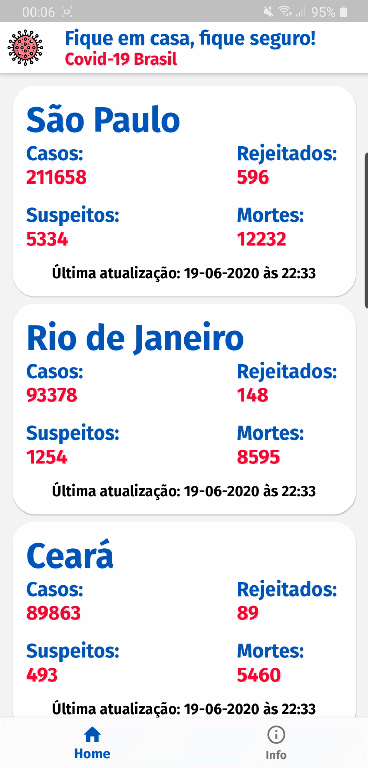 00:06 95%
Fique em casa, fique seguro!
Covid-19 Brasil
São Paulo
Casos: Rejeitados:
211658 596
Suspeitos: Mortes:
5334 12232
Última atualização: 19-06-2020 às 22:33
Rio de Janeiro
Casos: Rejeitados:
93378 148
Suspeitos: Mortes:
1254 8595
Última atualização: 19-06-2020 às 22:33
Ceará
Casos: Rejeitados:
89863 89
Suspeitos: Mortes:
493 5460
Última atualização: 19-06-2020 às 22:33
Home Info